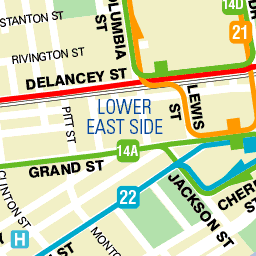 STANTON ST
COLUMBIA ST
14D
21
RIVINGTON ST
DELANCEY ST
LOWER
EAST SIDE
PITT ST
LEWIS ST
14A
GRAND ST
22
CLINTON ST
JACKSON ST
H